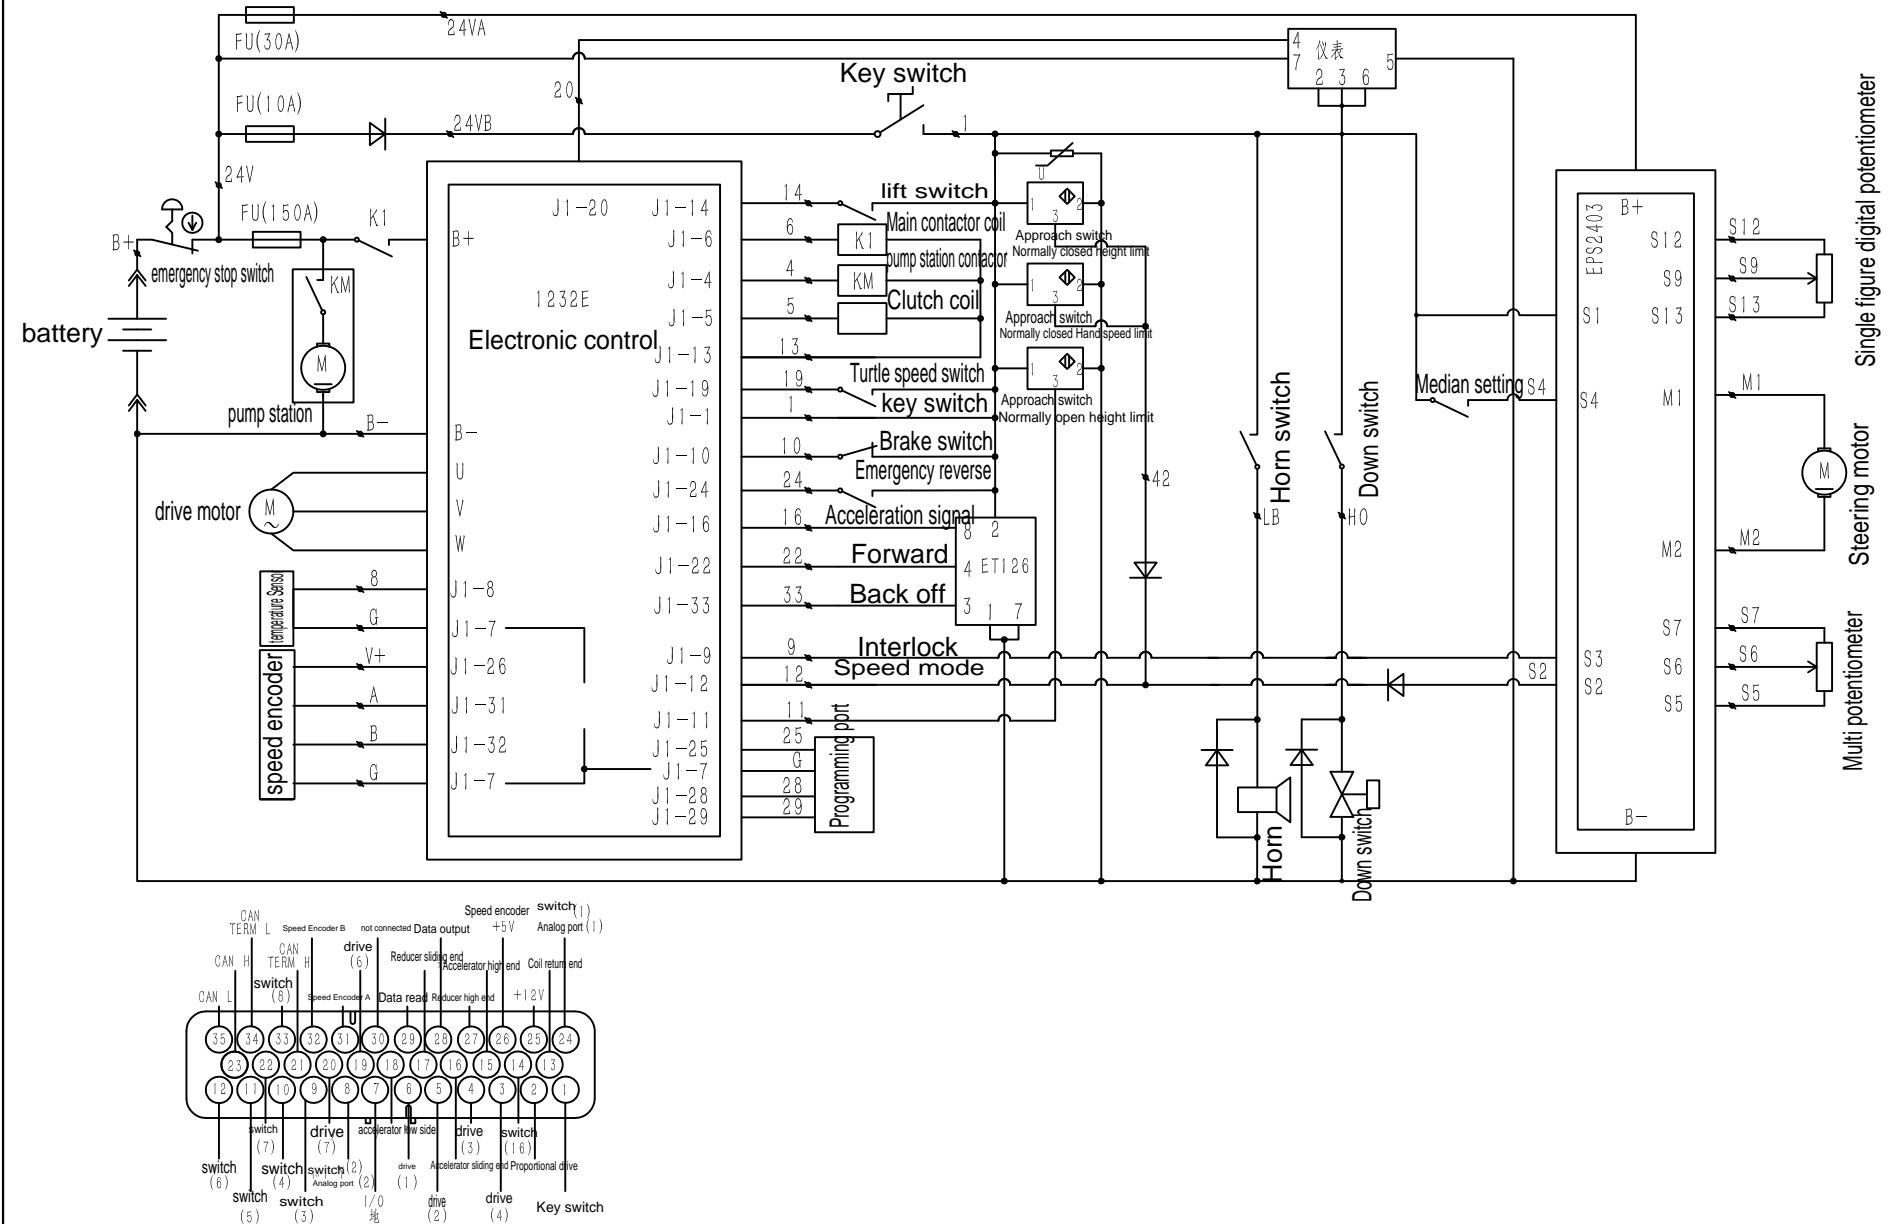 FU(30A)
24VA
4
7
仪表
5
2 3 6
20
Key switch
FU(10A)
24VB
1
24V
FU(150A)
K1
B+
emergency stop switch
KM
M
pump station
battery
B-
drive motor
M
~
temperature Sensor
speed encoder
8
G
V+
A
B
G
1232E
Electronic control
B+
B-
U
V
W
J1-8
J1-7
J1-26
J1-31
J1-32
J1-7
J1-20
J1-14
J1-6
J1-4
J1-5
J1-13
J1-19
J1-1
J1-10
J1-24
J1-16
J1-22
J1-33
J1-9
J1-12
J1-11
J1-25
J1-7
J1-28
J1-29
14
lift switch
6
K1
Main contactor coil
4
KM
pump station contactor
5
Clutch coil
13
19
Turtle speed switch
1
key switch
10
Brake switch
24
Emergency reverse
16
Acceleration signal
22
Forward
33
Back off
9
Interlock
12
Speed mode
11
25
G
28
29
Programming port
U
1 3 2
Approach switch
Normally closed height limit
1 3 2
Approach switch
Normally closed Hand speed limit
1 3 2
Approach switch
Normally open height limit
8 2
4 ET126
3 1 7
42
Horn switch
LB
Down switch
HO
Horn
Down switch
Median setting
S4
S2
EPS2403
B+
S1
S4
S3
S2
B-
S12
S9
S13
M1
M2
S7
S6
S5
S12
S9
S13
M1
M
M2
S7
S6
S5
Single figure digital potentiometer
Steering motor
Multi potentiometer
CAN
TERM L
Speed Encoder B
not connected
Data output
Speed encoder
+5V
switch (1)
Analog port (1)
CAN H
CAN
TERM H
drive
(6)
Reducer sliding end
Accelerator high end
Coil return end
CAN L
switch
(8)
Speed Encoder A
Data read
Reducer high end
+12V
35 34 33 32 31 30 29 28 27 26 25 24
23 22 21 20 19 18 17 16 15 14 13
12 11 10 9 8 7 6 5 4 3 2 1
switch
(7)
drive
(7)
accelerator low side
drive
(3)
switch
(16)
switch
(6)
switch
(4)
switch (2)
Analog port (2)
drive
(1)
Accelerator sliding end
Proportional drive
switch
(5)
switch
(3)
I/O
地
drive
(2)
drive
(4)
Key switch